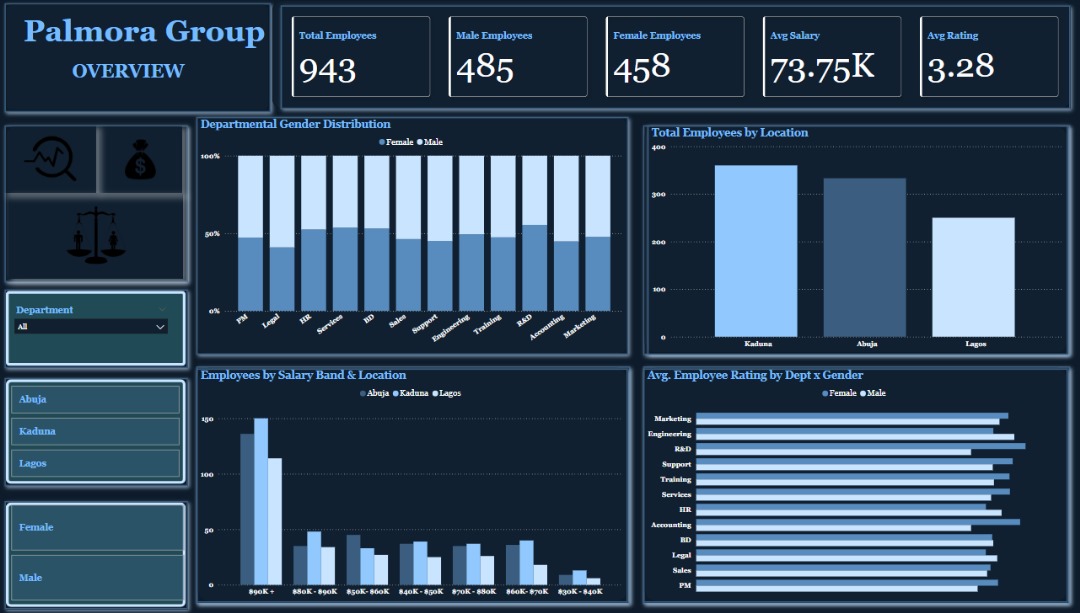 Palmora Group
OVERVIEW
Total Employees
943
Male Employees
485
Female Employees
458
Avg Salary
73.75K
Avg Rating
3.28
$
Department
All
Abuja
Kaduna
Lagos
Female
Male
Departmental Gender Distribution
Female Male
100%
50%
0%
PM Legal HR Services BD Sales Support Engineering Training R&D Accounting Marketing
Total Employees by Location
400
300
200
100
0
Kaduna Abuja Lagos
Employees by Salary Band & Location
Abuja Kaduna Lagos
150
100
50
0
$90K + $80K - $90K $50K- $60K $40K - $50K $70K - $80K $60K- $70K $30K - $40K
Avg. Employee Rating by Dept x Gender
Female Male
Marketing
Engineering
R&D
Support
Training
Services
HR
Accounting
BD
Legal
Sales
PM